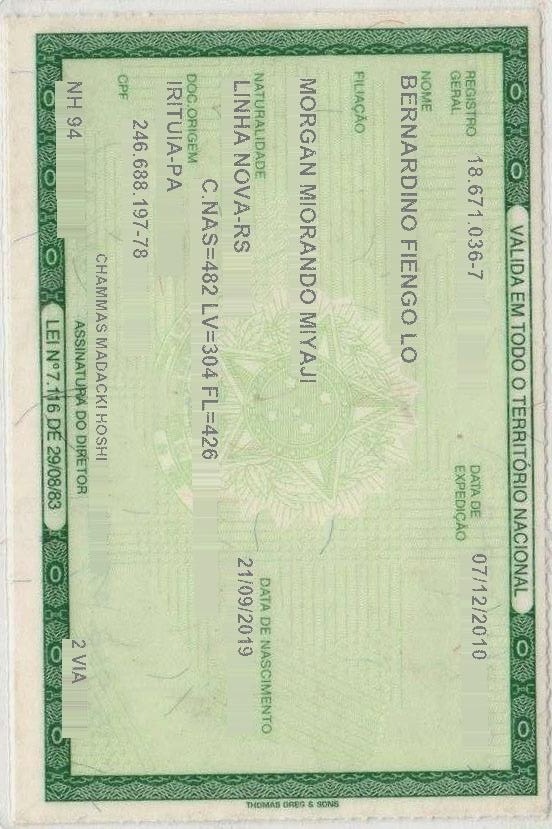 VÁLIDA EM TODO O TERRITÓRIO NACIONAL
REGISTRO GERAL 18.671.036-7 DATA DE EXPEDIÇÃO 07/12/2010
NOME
BERNARDINO FIENGO LO
FILIAÇÃO
MORGAN MIORANDO MIYAJI
NATURALIDADE DATA DE NASCIMENTO
LINHA NOVA-RS 21/09/2019
DOC.ORIGEM C.NAS=482 LV=304 FL=426
IRITUIA-PA
CPF 246.688.197-78
CHAMMAS MADACKI HOSHI
NH 94 ASSINATURA DO DIRETOR 2 VIA
LEI Nº7.116 DE 29/08/83
THOMAS GREG & SONS